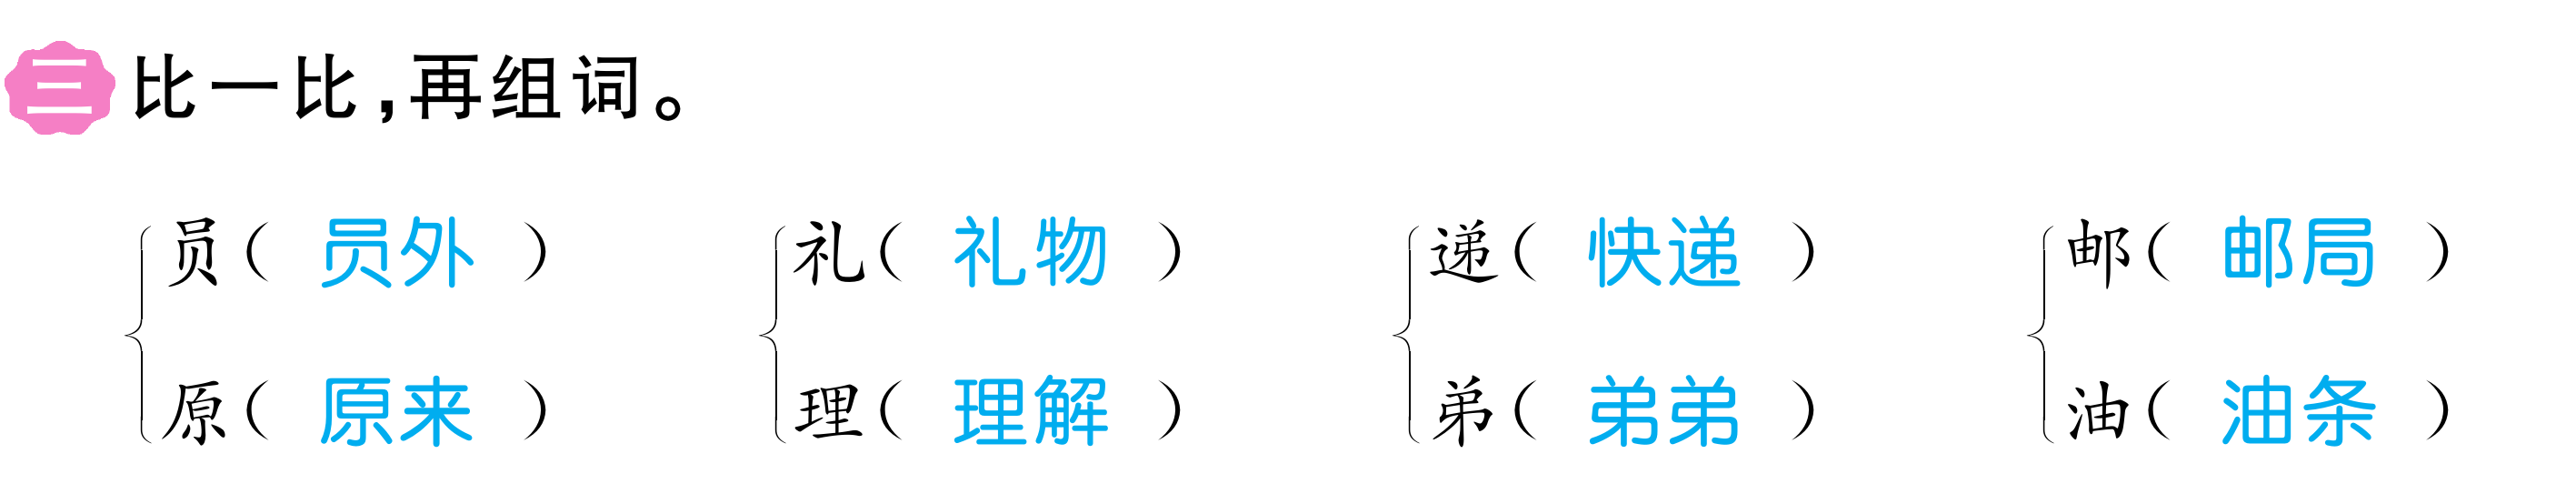 三 比一比,再组词。
员( 员外 ) 礼( 礼物 ) 递( 快递 ) 邮( 邮局 )
原( 原来 ) 理( 理解 ) 弟( 弟弟 ) 油( 油条 )